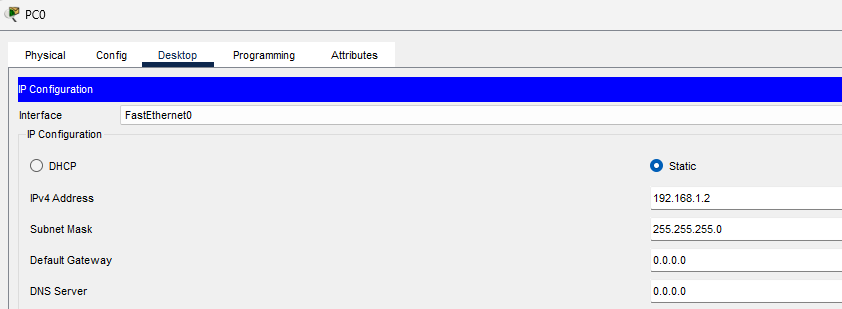 PC0
Physical Config Desktop Programming Attributes
IP Configuration
Interface FastEthernet0
IP Configuration
DHCP Static
IPv4 Address 192.168.1.2
Subnet Mask 255.255.255.0
Default Gateway 0.0.0.0
DNS Server 0.0.0.0